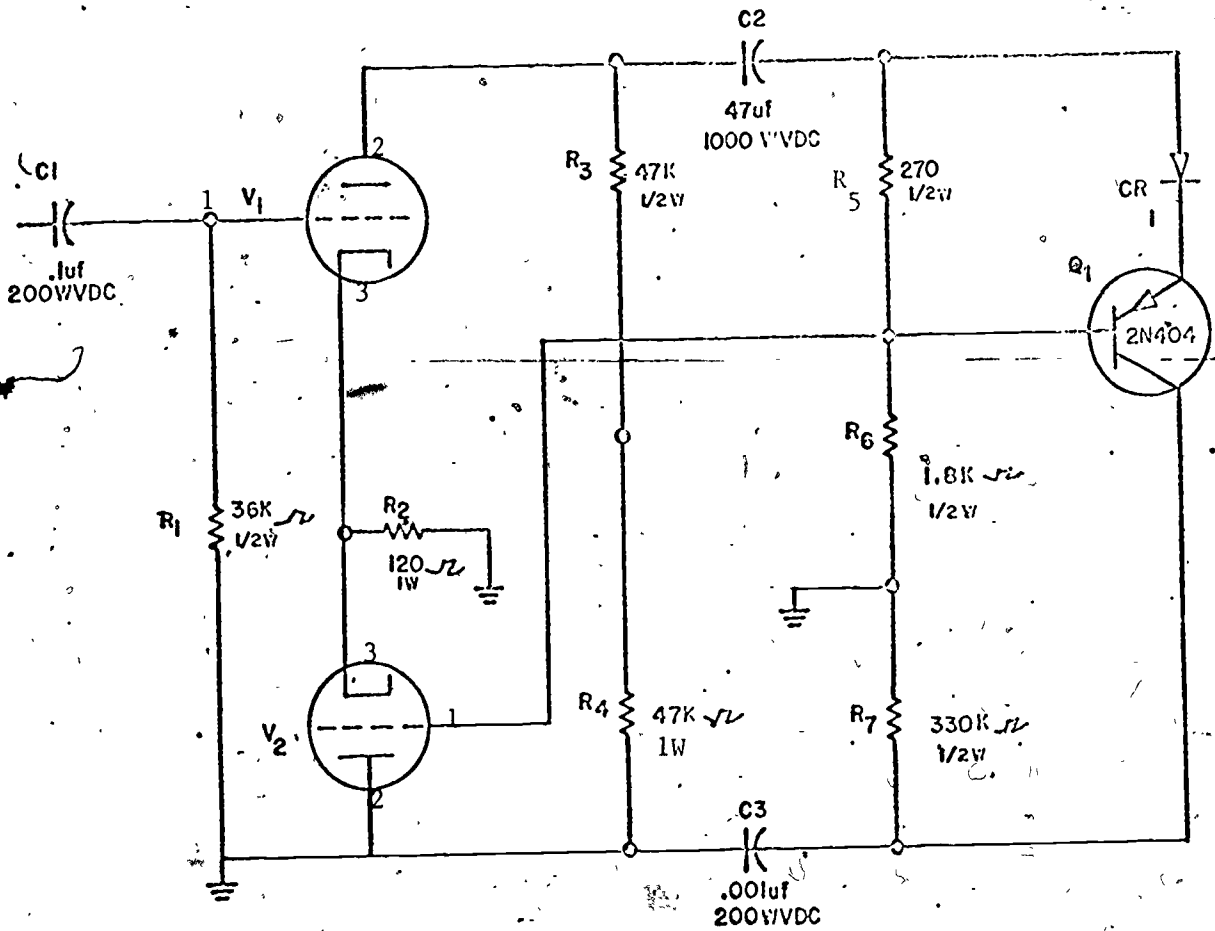 C2
47uf
1000 WVDC
C1
.1uf
200WVDC
1
V1
2
3
R3
47K
1/2W
R5
270
1/2W
CR
1
Q1
2N404
R1
36K Ω
1/2W
R2
120 Ω
1W
R6
1.8K Ω
1/2W
3
V2
1
2
R4
47K Ω
1W
R7
330K Ω
1/2W
C3
.001uf
200WVDC